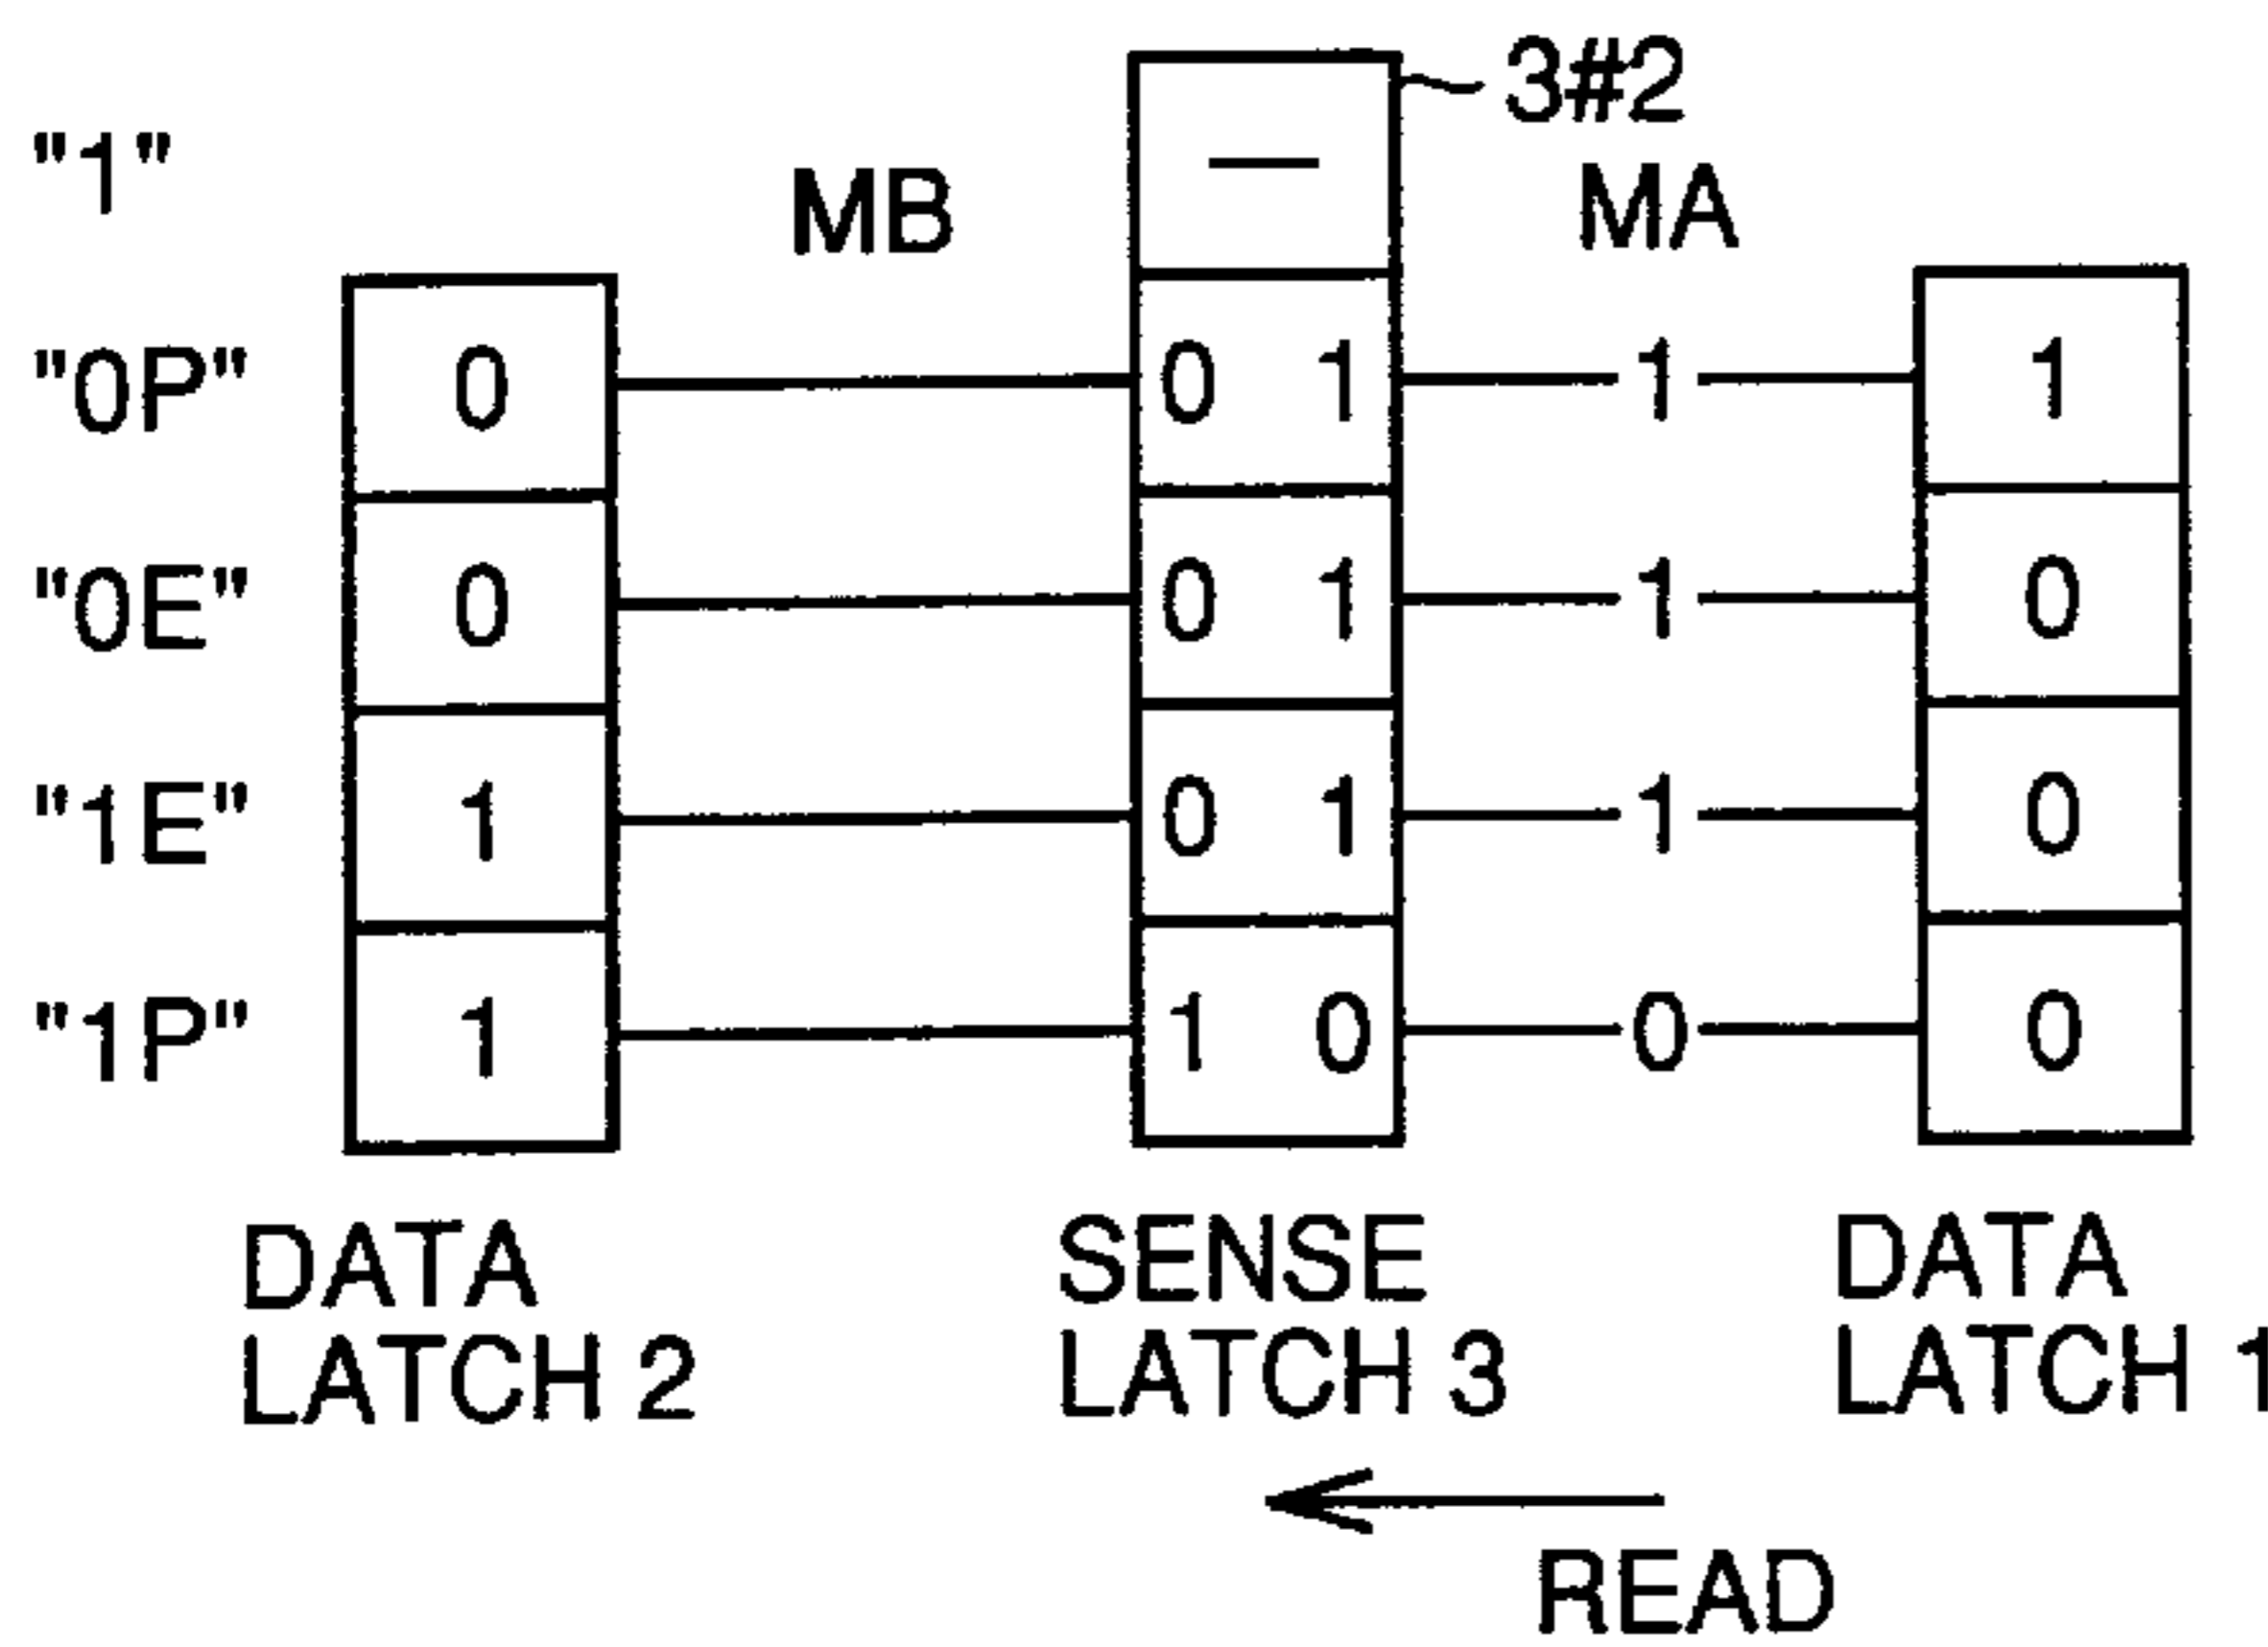 3#2
"1" —
MB MA
"0P" 0 0 1 1 1
"0E" 0 0 1 1 0
"1E" 1 0 1 1 0
"1P" 1 1 0 0 0
DATA LATCH 2
SENSE LATCH 3
DATA LATCH 1
READ